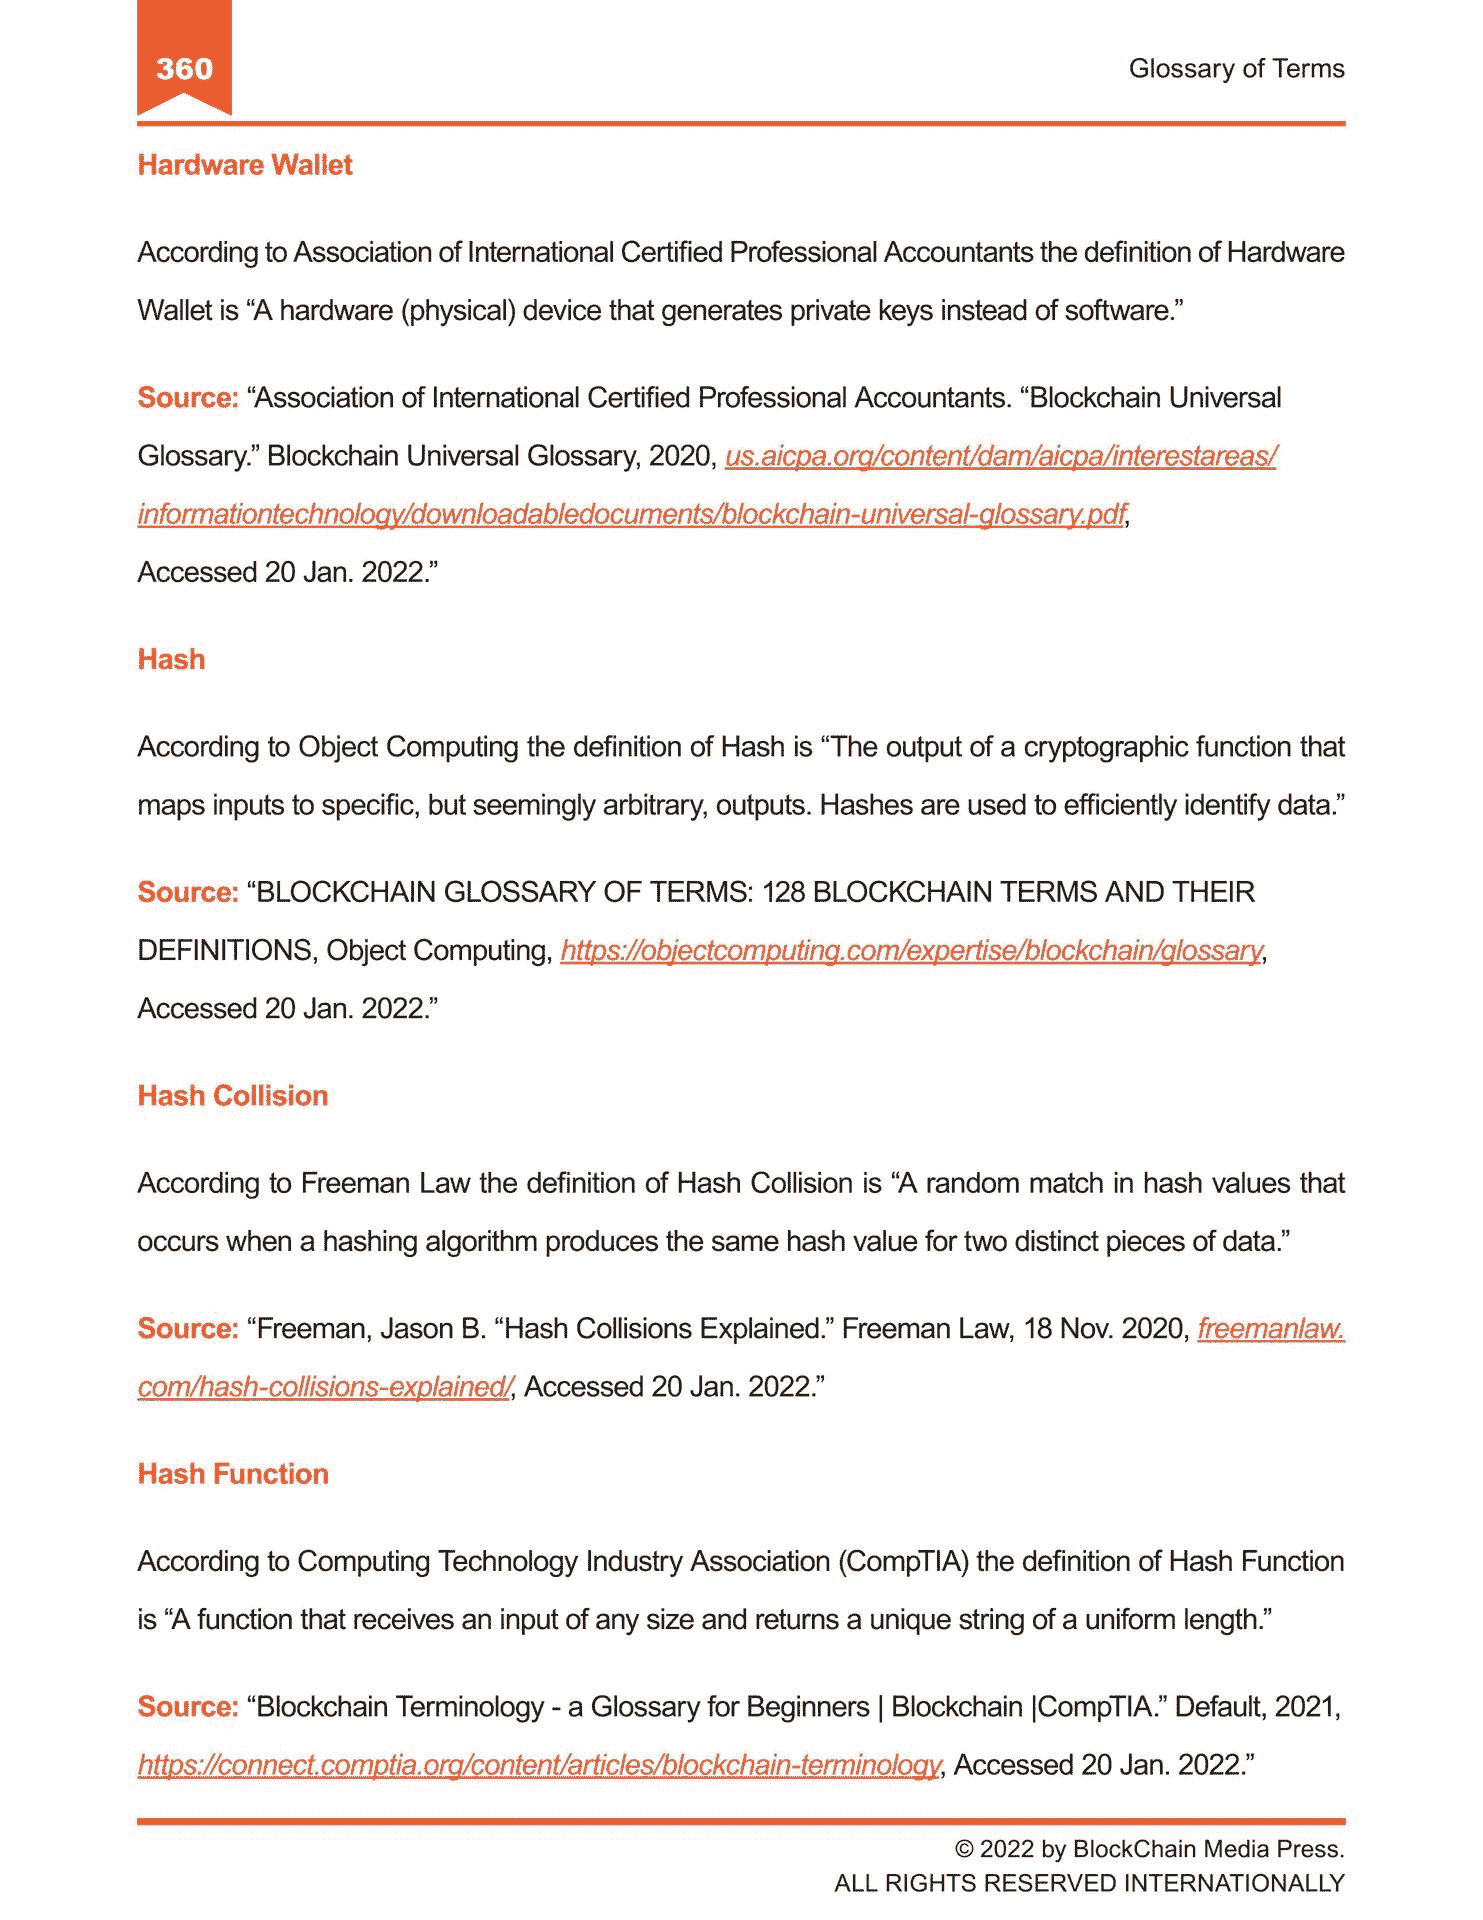 360
Glossary of Terms
Hardware Wallet
According to Association of International Certified Professional Accountants the definition of Hardware
Wallet is “A hardware (physical) device that generates private keys instead of software.”
Source: “Association of International Certified Professional Accountants. “Blockchain Universal
Glossary.” Blockchain Universal Glossary, 2020, us.aicpa.org/content/dam/aicpa/interestareas/
informationtechnology/downloadabledocuments/blockchain-universal-glossary.pdf,
Accessed 20 Jan. 2022.”
Hash
According to Object Computing the definition of Hash is “The output of a cryptographic function that
maps inputs to specific, but seemingly arbitrary, outputs. Hashes are used to efficiently identify data.”
Source: “BLOCKCHAIN GLOSSARY OF TERMS: 128 BLOCKCHAIN TERMS AND THEIR
DEFINITIONS, Object Computing, https://objectcomputing.com/expertise/blockchain/glossary,
Accessed 20 Jan. 2022.”
Hash Collision
According to Freeman Law the definition of Hash Collision is “A random match in hash values that
occurs when a hashing algorithm produces the same hash value for two distinct pieces of data.”
Source: “Freeman, Jason B. “Hash Collisions Explained.” Freeman Law, 18 Nov. 2020, freemanlaw.
com/hash-collisions-explained/, Accessed 20 Jan. 2022.”
Hash Function
According to Computing Technology Industry Association (CompTIA) the definition of Hash Function
is “A function that receives an input of any size and returns a unique string of a uniform length.”
Source: “Blockchain Terminology - a Glossary for Beginners | Blockchain |CompTIA.” Default, 2021,
https://connect.comptia.org/content/articles/blockchain-terminology, Accessed 20 Jan. 2022.”
© 2022 by BlockChain Media Press.
ALL RIGHTS RESERVED INTERNATIONALLY